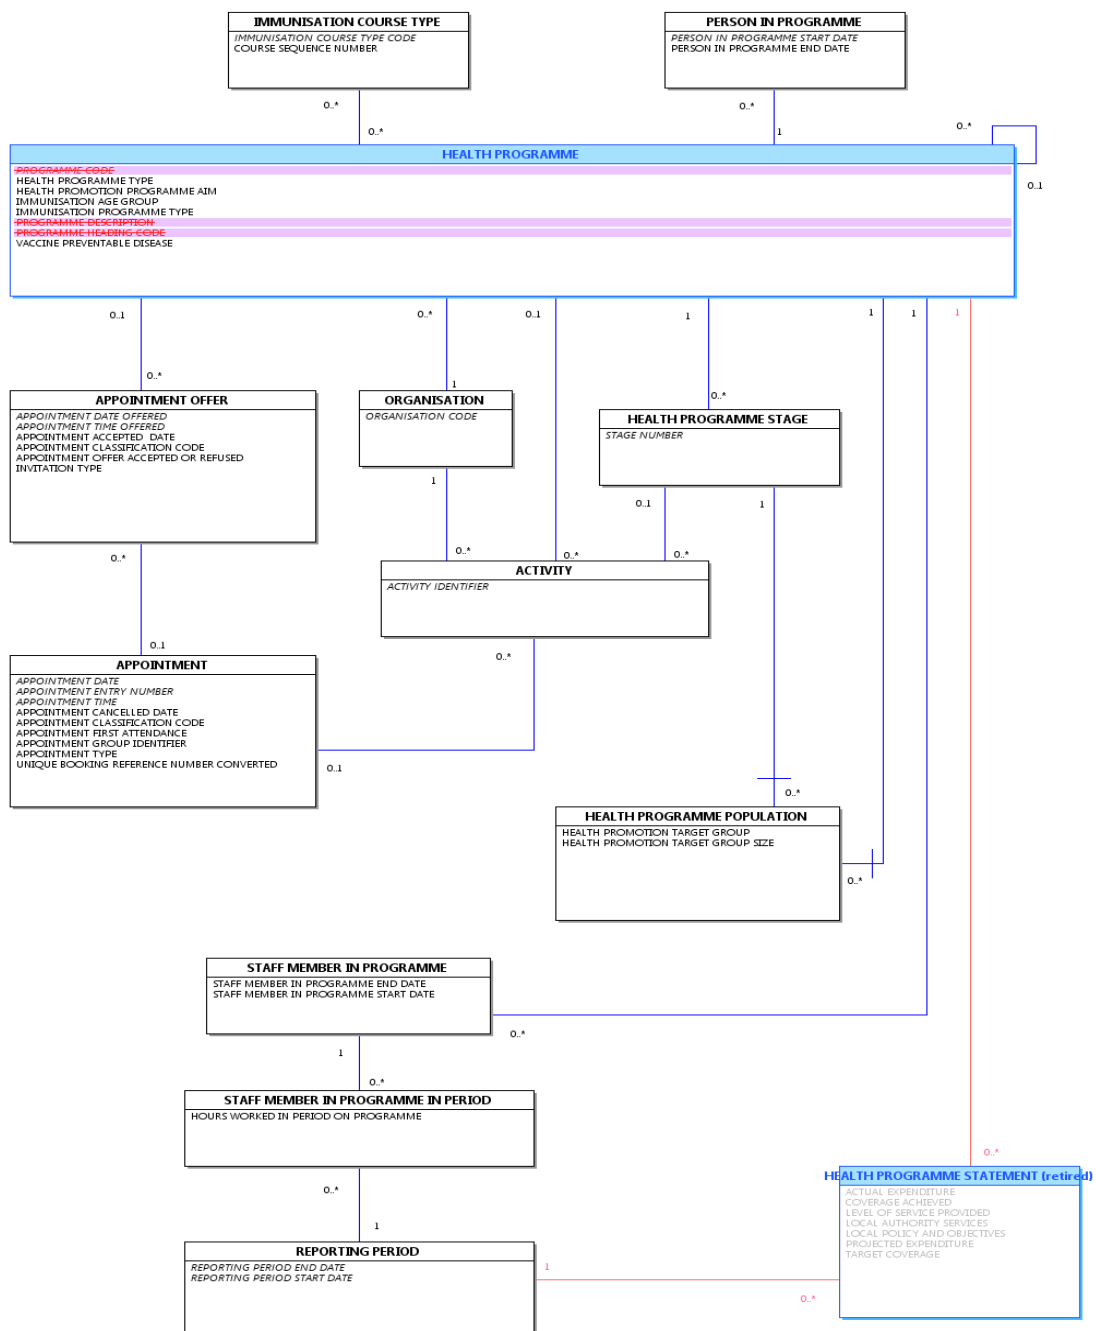 IMMUNISATION COURSE TYPE
IMMUNISATION COURSE TYPE CODE
COURSE SEQUENCE NUMBER
PERSON IN PROGRAMME
PERSON IN PROGRAMME START DATE
PERSON IN PROGRAMME END DATE
0..*
0..*
0..*
1
0..*
0..1
HEALTH PROGRAMME
PROGRAMME CODE
HEALTH PROGRAMME TYPE
HEALTH PROMOTION PROGRAMME AIM
IMMUNISATION AGE GROUP
IMMUNISATION PROGRAMME TYPE
PROGRAMME DESCRIPTION
PROGRAMME HEADING CODE
VACCINE PREVENTABLE DISEASE
0..1
0..*
0..1
1
1
1
1
0..*
1
0..*
APPOINTMENT OFFER
APPOINTMENT DATE OFFERED
APPOINTMENT TIME OFFERED
APPOINTMENT ACCEPTED  DATE
APPOINTMENT CLASSIFICATION CODE
APPOINTMENT OFFER ACCEPTED OR REFUSED
INVITATION TYPE
ORGANISATION
ORGANISATION CODE
HEALTH PROGRAMME STAGE
STAGE NUMBER
1
0..1
1
0..*
0..*
0..*
0..*
ACTIVITY
ACTIVITY IDENTIFIER
0..1
0..*
APPOINTMENT
APPOINTMENT DATE
APPOINTMENT ENTRY NUMBER
APPOINTMENT TIME
APPOINTMENT CANCELLED DATE
APPOINTMENT CLASSIFICATION CODE
APPOINTMENT FIRST ATTENDANCE
APPOINTMENT GROUP IDENTIFIER
APPOINTMENT TYPE
UNIQUE BOOKING REFERENCE NUMBER CONVERTED
0..1
0..*
HEALTH PROGRAMME POPULATION
HEALTH PROMOTION TARGET GROUP
HEALTH PROMOTION TARGET GROUP SIZE
0..*
STAFF MEMBER IN PROGRAMME
STAFF MEMBER IN PROGRAMME END DATE
STAFF MEMBER IN PROGRAMME START DATE
0..*
1
0..*
STAFF MEMBER IN PROGRAMME IN PERIOD
HOURS WORKED IN PERIOD ON PROGRAMME
0..*
0..*
1
HEALTH PROGRAMME STATEMENT (retired)
ACTUAL EXPENDITURE
COVERAGE ACHIEVED
LEVEL OF SERVICE PROVIDED
LOCAL AUTHORITY SERVICES
LOCAL POLICY AND OBJECTIVES
PROJECTED EXPENDITURE
TARGET COVERAGE
REPORTING PERIOD
REPORTING PERIOD END DATE
REPORTING PERIOD START DATE
1
0..*